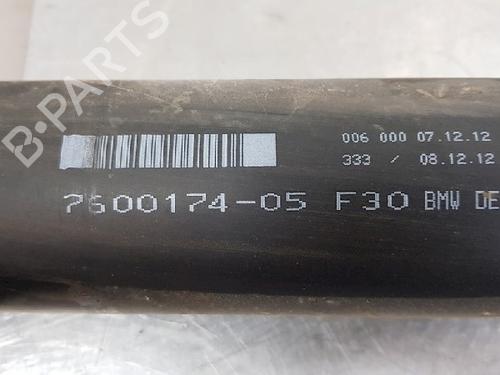 B-PARTS
006 000 07.12.12
333 / 08.12.12
7600174-05 F30 BMW DE